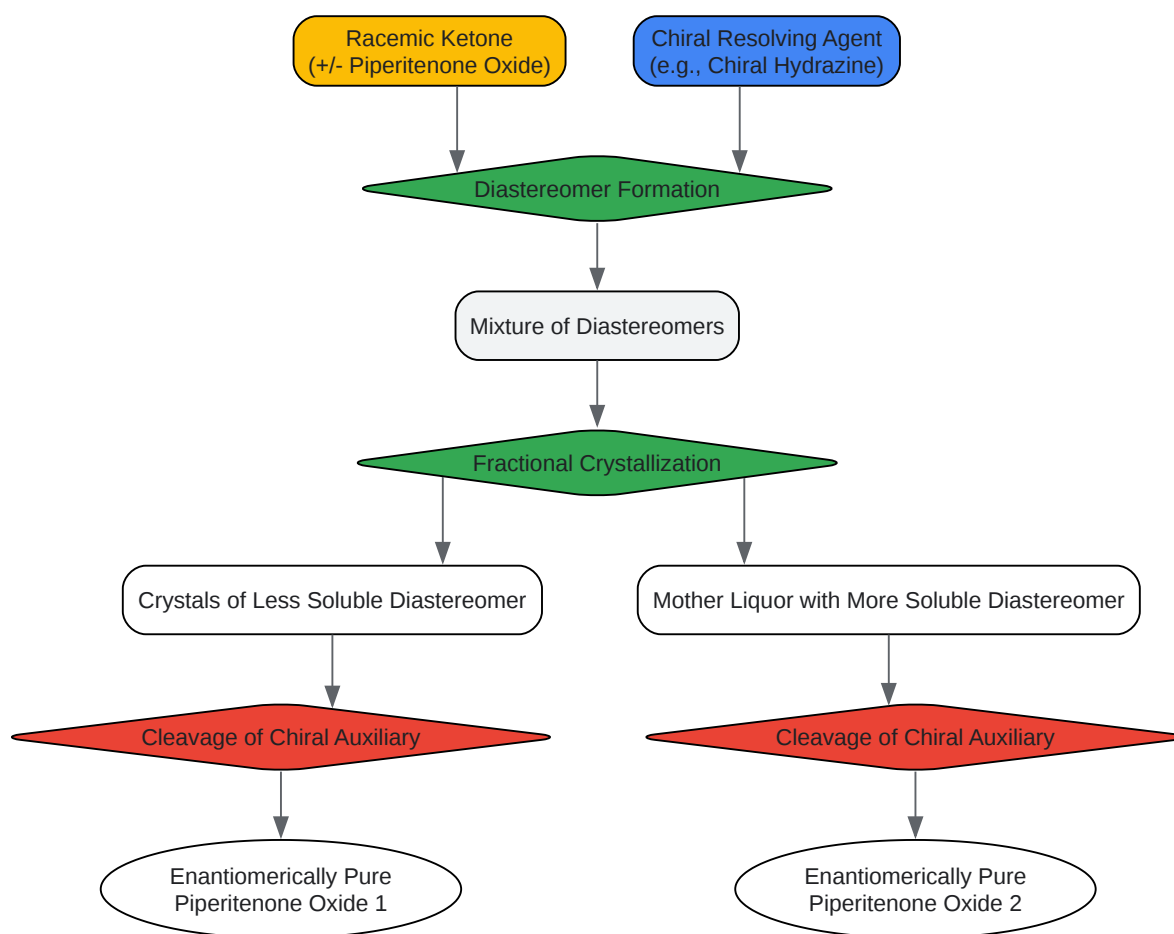 Racemic Ketone
(+/- Piperitenone Oxide)
Chiral Resolving Agent
(e.g., Chiral Hydrazine)
Diastereomer Formation
Mixture of Diastereomers
Fractional Crystallization
Crystals of Less Soluble Diastereomer
Mother Liquor with More Soluble Diastereomer
Cleavage of Chiral Auxiliary
Cleavage of Chiral Auxiliary
Enantiomerically Pure
Piperitenone Oxide 1
Enantiomerically Pure
Piperitenone Oxide 2